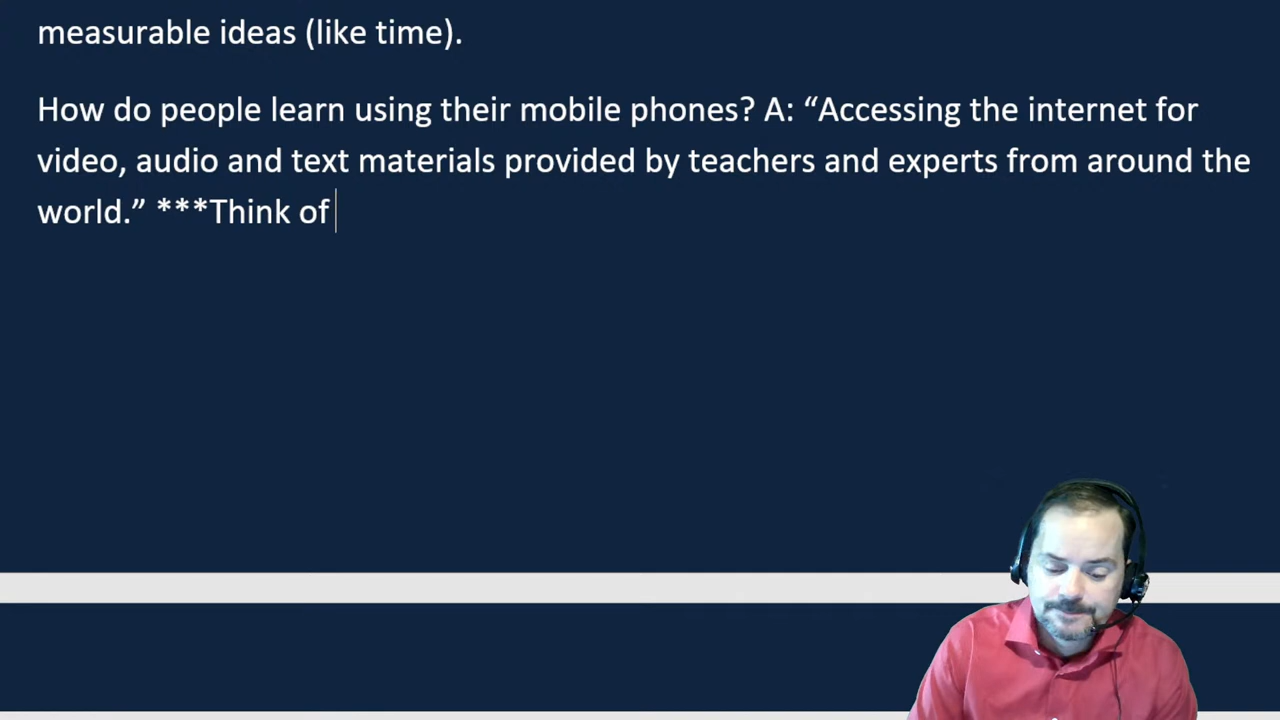 measurable ideas (like time).
How do people learn using their mobile phones? A: “Accessing the internet for
video, audio and text materials provided by teachers and experts from around the
world.” ***Think of